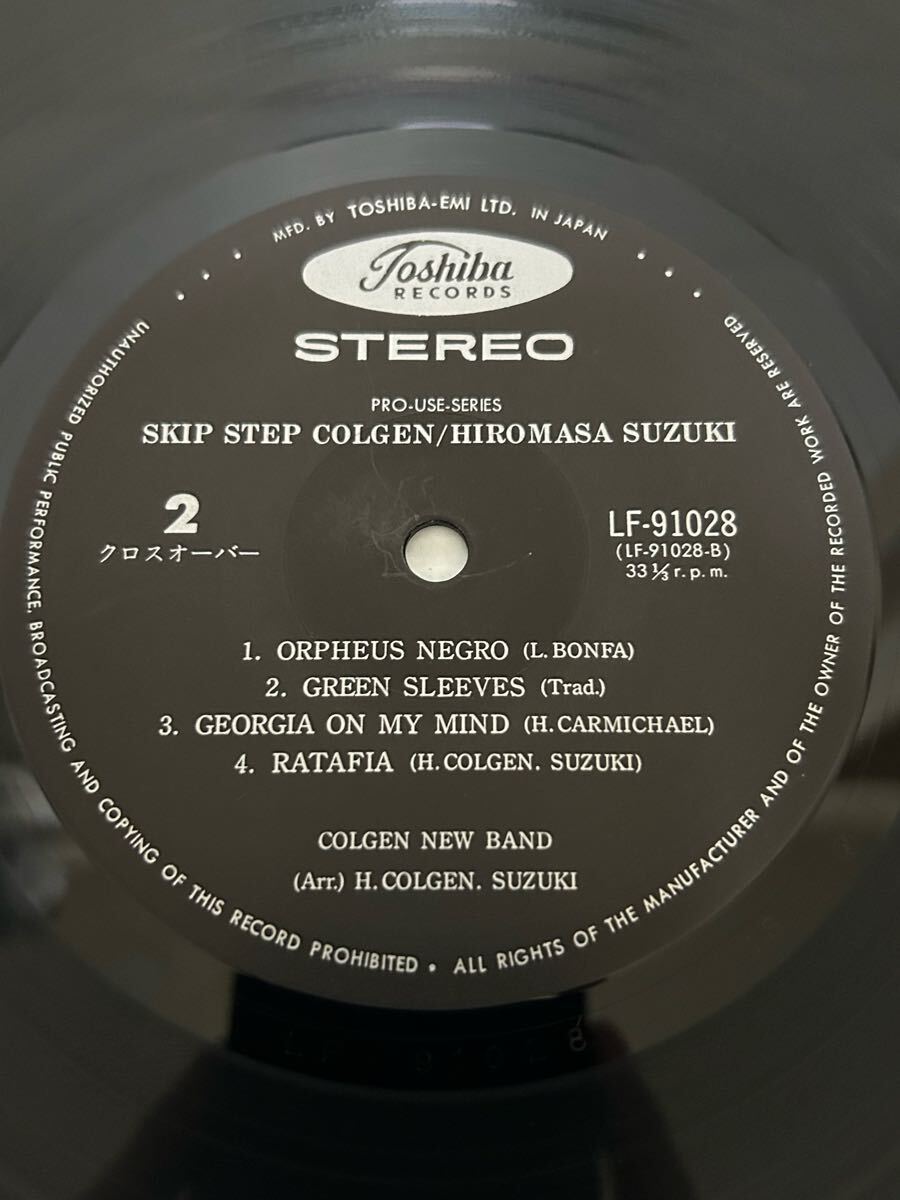 MFD. BY TOSHIBA-EMI LTD. IN JAPAN
Toshiba
RECORDS
STEREO
PRO-USE-SERIES
SKIP STEP COLGEN/HIROMASA SUZUKI
2
クロスオーバー
LF-91028
(LF-91028-B)
33 ⅓ r.p.m.
1. ORPHEUS NEGRO (L. BONFA)
2. GREEN SLEEVES (Trad.)
3. GEORGIA ON MY MIND (H. CARMICHAEL)
4. RATAFIA (H. COLGEN. SUZUKI)
COLGEN NEW BAND
(Arr.) H. COLGEN. SUZUKI
UNAUTHORIZED PUBLIC PERFORMANCE, BROADCASTING AND COPYING OF THIS RECORD PROHIBITED • ALL RIGHTS OF THE MANUFACTURER AND OF THE OWNER OF THE RECORDED WORK ARE RESERVED